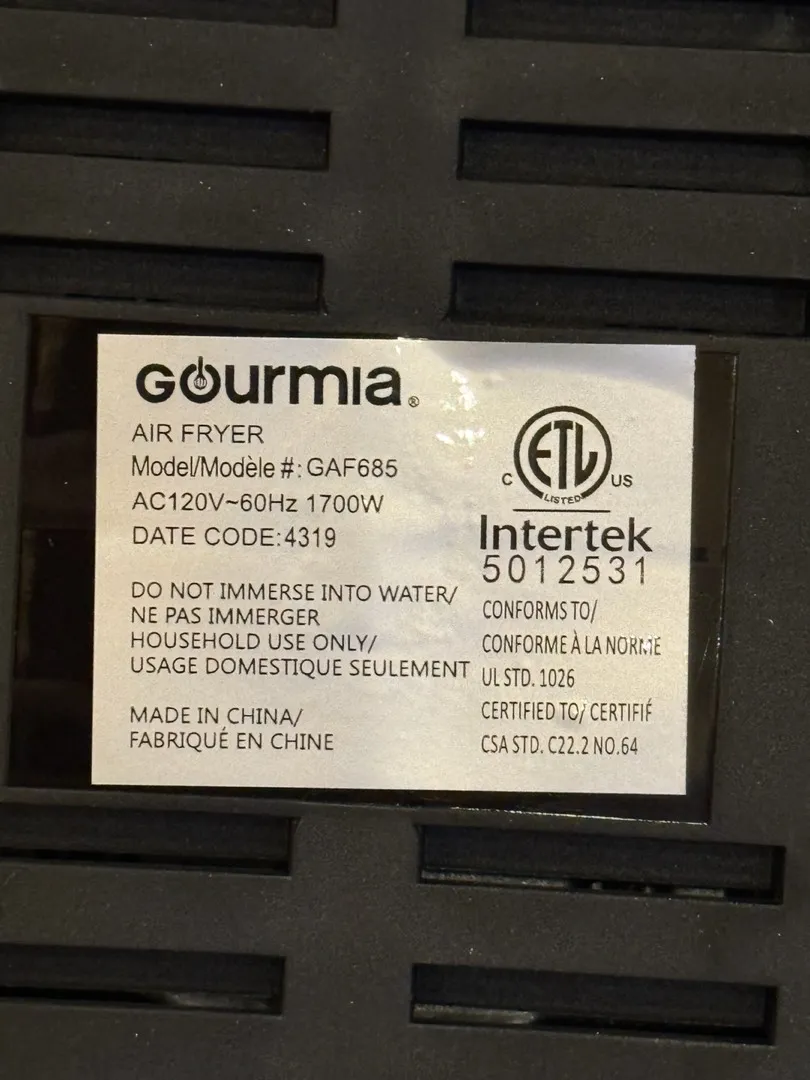 Gourmia®
AIR FRYER
Model/Modèle #: GAF685
AC120V~60Hz 1700W
DATE CODE:4319
DO NOT IMMERSE INTO WATER/
NE PAS IMMERGER
HOUSEHOLD USE ONLY/
USAGE DOMESTIQUE SEULEMENT
MADE IN CHINA/
FABRIQUÉ EN CHINE
ETL
LISTED
C US
Intertek
5012531
CONFORMS TO/
CONFORME À LA NORME
UL STD. 1026
CERTIFIED TO/ CERTIFIÉ
CSA STD. C22.2 NO.64